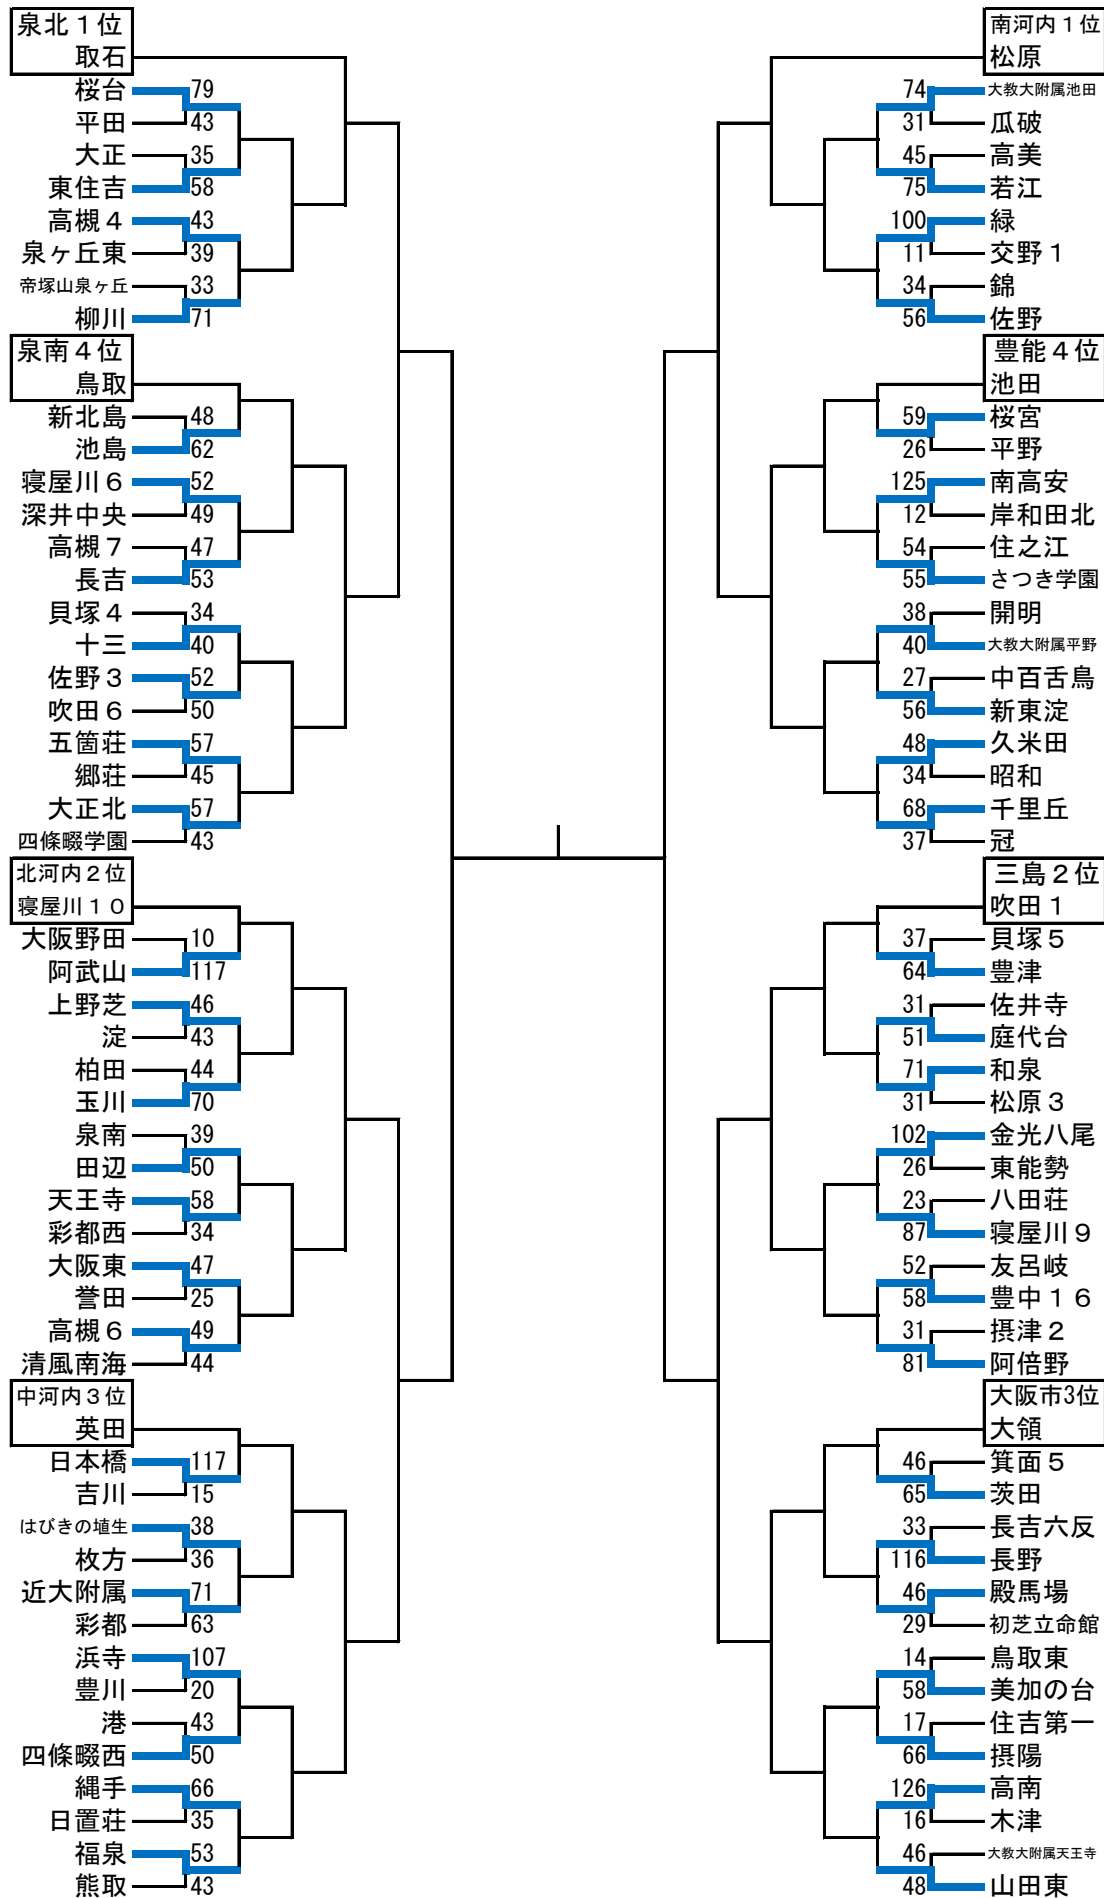 泉北１位
取石
桜台 79
平田 43
大正 35
東住吉 58
高槻４ 43
泉ヶ丘東 39
帝塚山泉ヶ丘 33
柳川 71
泉南４位
鳥取
新北島 48
池島 62
寝屋川６ 52
深井中央 49
高槻７ 47
長吉 53
貝塚４ 34
十三 40
佐野３ 52
吹田６ 50
五箇荘 57
郷荘 45
大正北 57
四條畷学園 43
北河内２位
寝屋川１０
大阪野田 10
阿武山 117
上野芝 46
淀 43
柏田 44
玉川 70
泉南 39
田辺 50
天王寺 58
彩都西 34
大阪東 47
誉田 25
高槻６ 49
清風南海 44
中河内３位
英田
日本橋 117
吉川 15
はびきの埴生 38
枚方 36
近大附属 71
彩都 63
浜寺 107
豊川 20
港 43
四條畷西 50
縄手 66
日置荘 35
福泉 53
熊取 43
南河内１位
松原
74 大教大附属池田
31 瓜破
45 高美
75 若江
100 緑
11 交野１
34 錦
56 佐野
豊能４位
池田
59 桜宮
26 平野
125 南高安
12 岸和田北
54 住之江
55 さつき学園
38 開明
40 大教大附属平野
27 中百舌鳥
56 新東淀
48 久米田
34 昭和
68 千里丘
37 冠
三島２位
吹田１
37 貝塚５
64 豊津
31 佐井寺
51 庭代台
71 和泉
31 松原３
102 金光八尾
26 東能勢
23 八田荘
87 寝屋川９
52 友呂岐
58 豊中１６
31 摂津２
81 阿倍野
大阪市3位
大領
46 箕面５
65 茨田
33 長吉六反
116 長野
46 殿馬場
29 初芝立命館
14 鳥取東
58 美加の台
17 住吉第一
66 摂陽
126 高南
16 木津
46 大教大附属天王寺
48 山田東